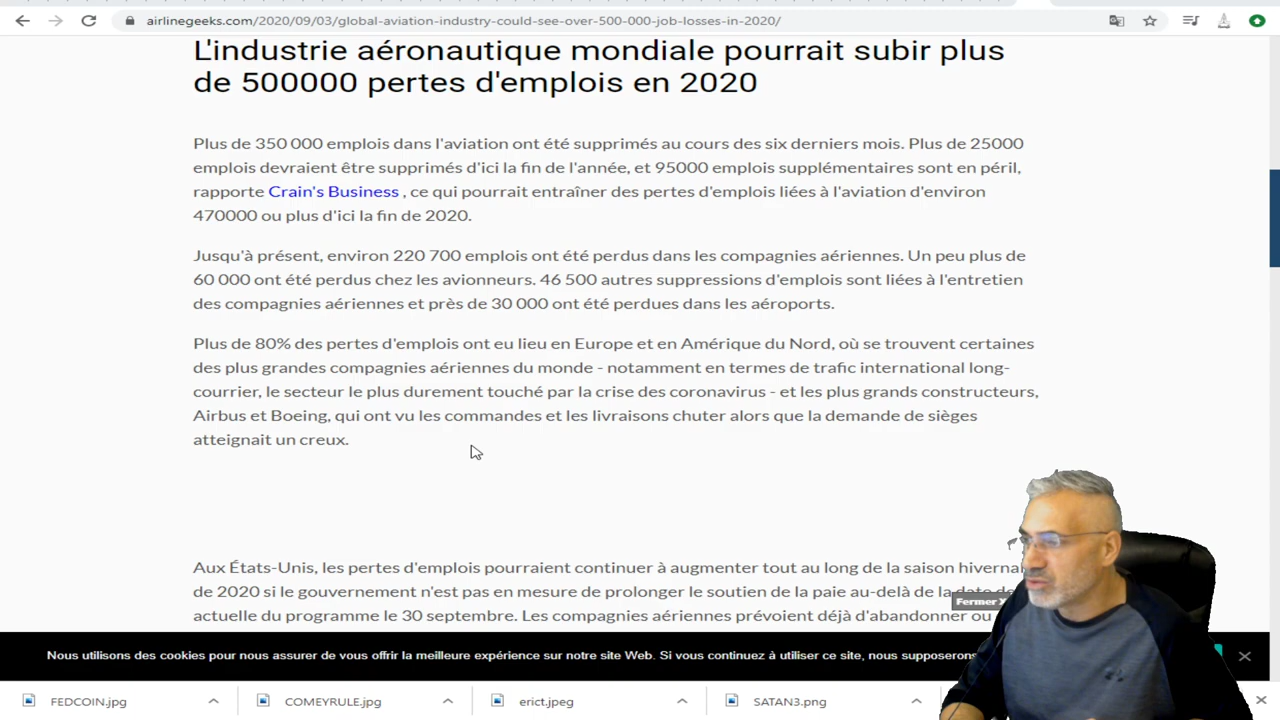 airlinegeeks.com/2020/09/03/global-aviation-industry-could-see-over-500-000-job-losses-in-2020/
L'industrie aéronautique mondiale pourrait subir plus
de 500000 pertes d'emplois en 2020
Plus de 350 000 emplois dans l'aviation ont été supprimés au cours des six derniers mois. Plus de 25000
emplois devraient être supprimés d'ici la fin de l'année, et 95000 emplois supplémentaires sont en péril,
rapporte Crain's Business , ce qui pourrait entraîner des pertes d'emplois liées à l'aviation d'environ
470000 ou plus d'ici la fin de 2020.
Jusqu'à présent, environ 220 700 emplois ont été perdus dans les compagnies aériennes. Un peu plus de
60 000 ont été perdus chez les avionneurs. 46 500 autres suppressions d'emplois sont liées à l'entretien
des compagnies aériennes et près de 30 000 ont été perdues dans les aéroports.
Plus de 80% des pertes d'emplois ont eu lieu en Europe et en Amérique du Nord, où se trouvent certaines
des plus grandes compagnies aériennes du monde - notamment en termes de trafic international long-
courrier, le secteur le plus durement touché par la crise des coronavirus - et les plus grands constructeurs,
Airbus et Boeing, qui ont vu les commandes et les livraisons chuter alors que la demande de sièges
atteignait un creux.
Aux États-Unis, les pertes d'emplois pourraient continuer à augmenter tout au long de la saison hivernal
de 2020 si le gouvernement n'est pas en mesure de prolonger le soutien de la paie au-delà de la date de
Fermer X
actuelle du programme le 30 septembre. Les compagnies aériennes prévoient déjà d'abandonner ou
Nous utilisons des cookies pour nous assurer de vous offrir la meilleure expérience sur notre site Web. Si vous continuez à utiliser ce site, nous supposerons
FEDCOIN.jpg COMEYRULE.jpg erict.jpeg SATAN3.png